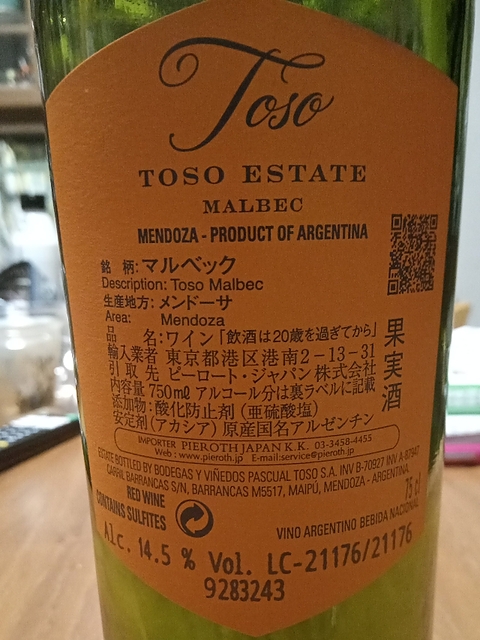 Toso
TOSO ESTATE
MALBEC
MENDOZA - PRODUCT OF ARGENTINA
銘 柄:マルベック
Description: Toso Malbec
生産地方:メンドーサ
Area: Mendoza
品 名:ワイン「飲酒は20歳を過ぎてから」
輸入業者 東京都港区港南2-13-31
引取先 ピーロート・ジャパン株式会社
内容量 750mℓ アルコール分は裏ラベルに記載
添加物:酸化防止剤(亜硫酸塩)
安定剤(アカシア)原産国名アルゼンチン
果実酒
IMPORTER PIEROTH JAPAN K.K. 03-3458-4455
Web : www.pieroth.jp E-mail:service@pieroth.jp
ESTATE BOTTLED BY BODEGAS Y VIÑEDOS PASCUAL TOSO S.A. INV B-70927 INV A-87947
CARRIL BARRANCAS S/N, BARRANCAS M5517, MAIPÚ, MENDOZA - ARGENTINA.
RED WINE
CONTAINS SULFITES
75 cl
VINO ARGENTINO BEBIDA NACIONAL
Alc. 14.5 % Vol. LC-21176/21176
9283243